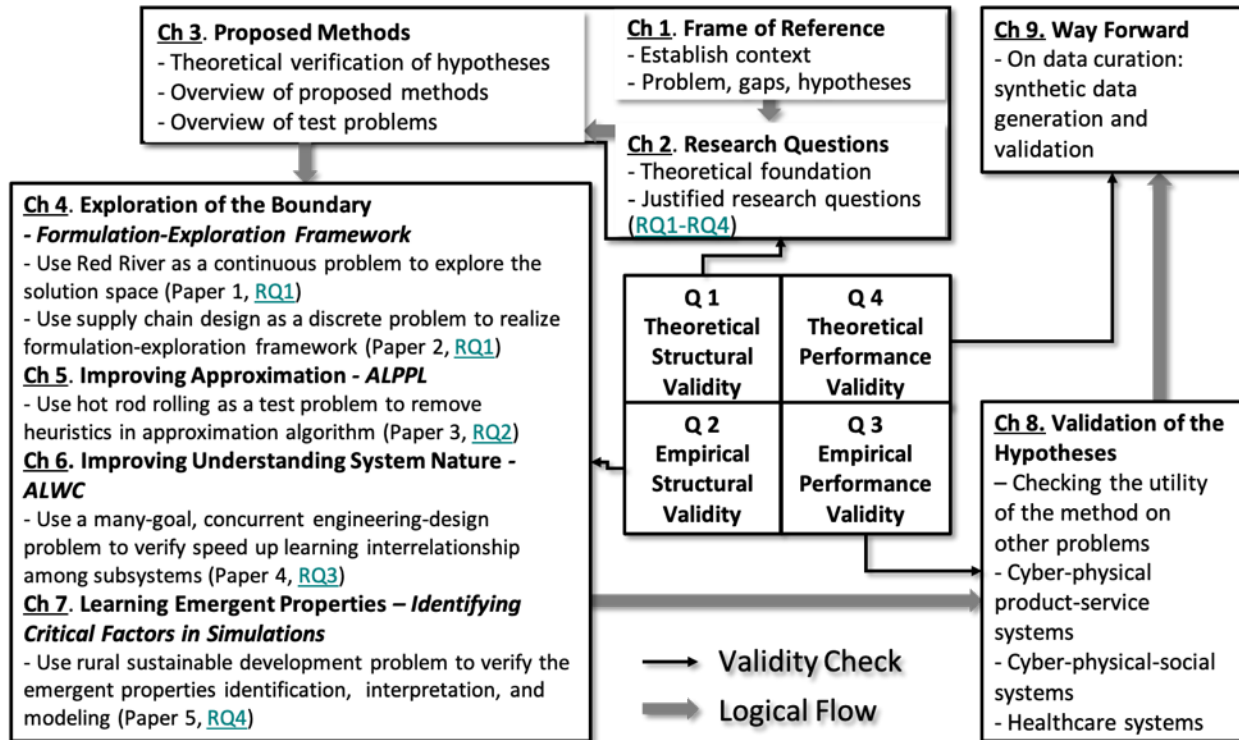 Ch 3. Proposed Methods
- Theoretical verification of hypotheses
- Overview of proposed methods
- Overview of test problems
Ch 1. Frame of Reference
- Establish context
- Problem, gaps, hypotheses
Ch 2. Research Questions
- Theoretical foundation
- Justified research questions
(RQ1-RQ4)
Ch 9. Way Forward
- On data curation:
synthetic data
generation and
validation
Ch 4. Exploration of the Boundary
- Formulation-Exploration Framework
- Use Red River as a continuous problem to explore the
solution space (Paper 1, RQ1)
- Use supply chain design as a discrete problem to realize
formulation-exploration framework (Paper 2, RQ1)
Ch 5. Improving Approximation - ALPPL
- Use hot rod rolling as a test problem to remove
heuristics in approximation algorithm (Paper 3, RQ2)
Ch 6. Improving Understanding System Nature -
ALWC
- Use a many-goal, concurrent engineering-design
problem to verify speed up learning interrelationship
among subsystems (Paper 4, RQ3)
Ch 7. Learning Emergent Properties – Identifying
Critical Factors in Simulations
- Use rural sustainable development problem to verify the
emergent properties identification, interpretation, and
modeling (Paper 5, RQ4)
Q 1
Theoretical
Structural
Validity
Q 4
Theoretical
Performance
Validity
Q 2
Empirical
Structural
Validity
Q 3
Empirical
Performance
Validity
Ch 8. Validation of the
Hypotheses
– Checking the utility
of the method on
other problems
- Cyber-physical
product-service
systems
- Cyber-physical-social
systems
- Healthcare systems
Validity Check
Logical Flow